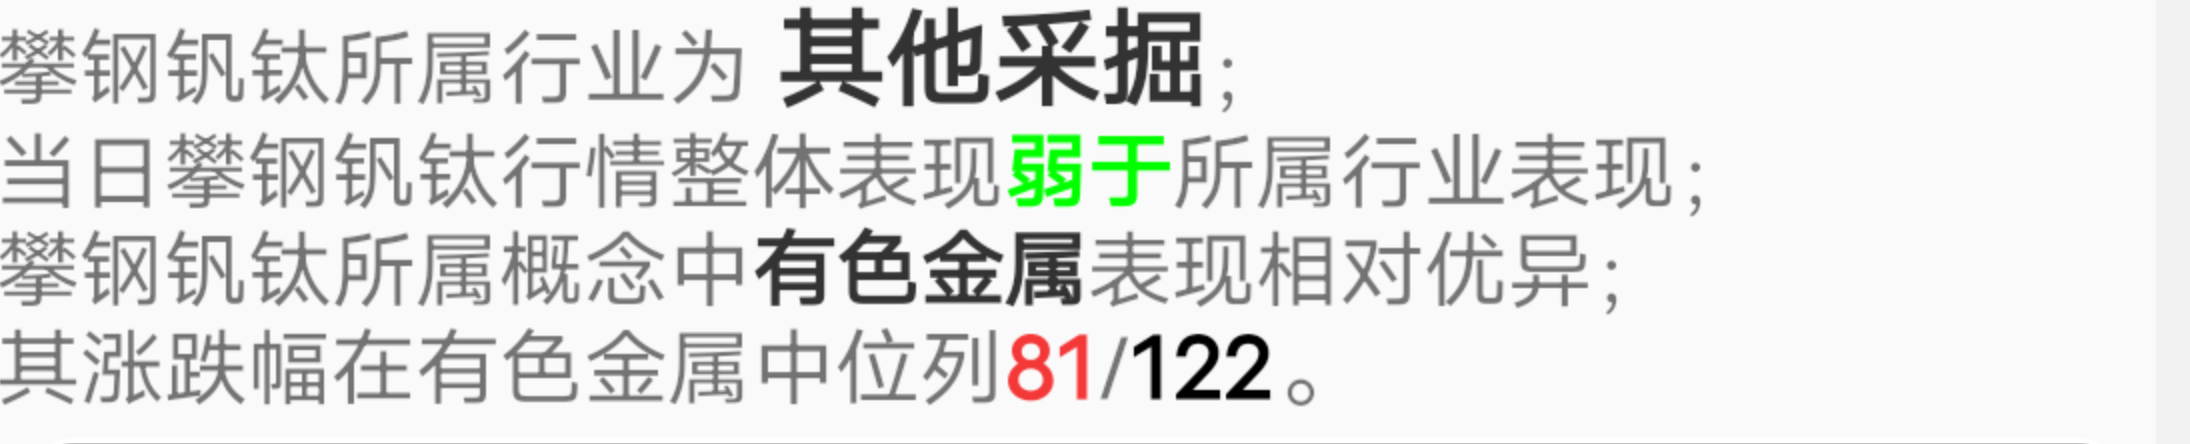 攀钢钒钛所属行业为 其他采掘;
当日攀钢钒钛行情整体表现弱于所属行业表现;
攀钢钒钛所属概念中有色金属表现相对优异;
其涨跌幅在有色金属中位列81/122。